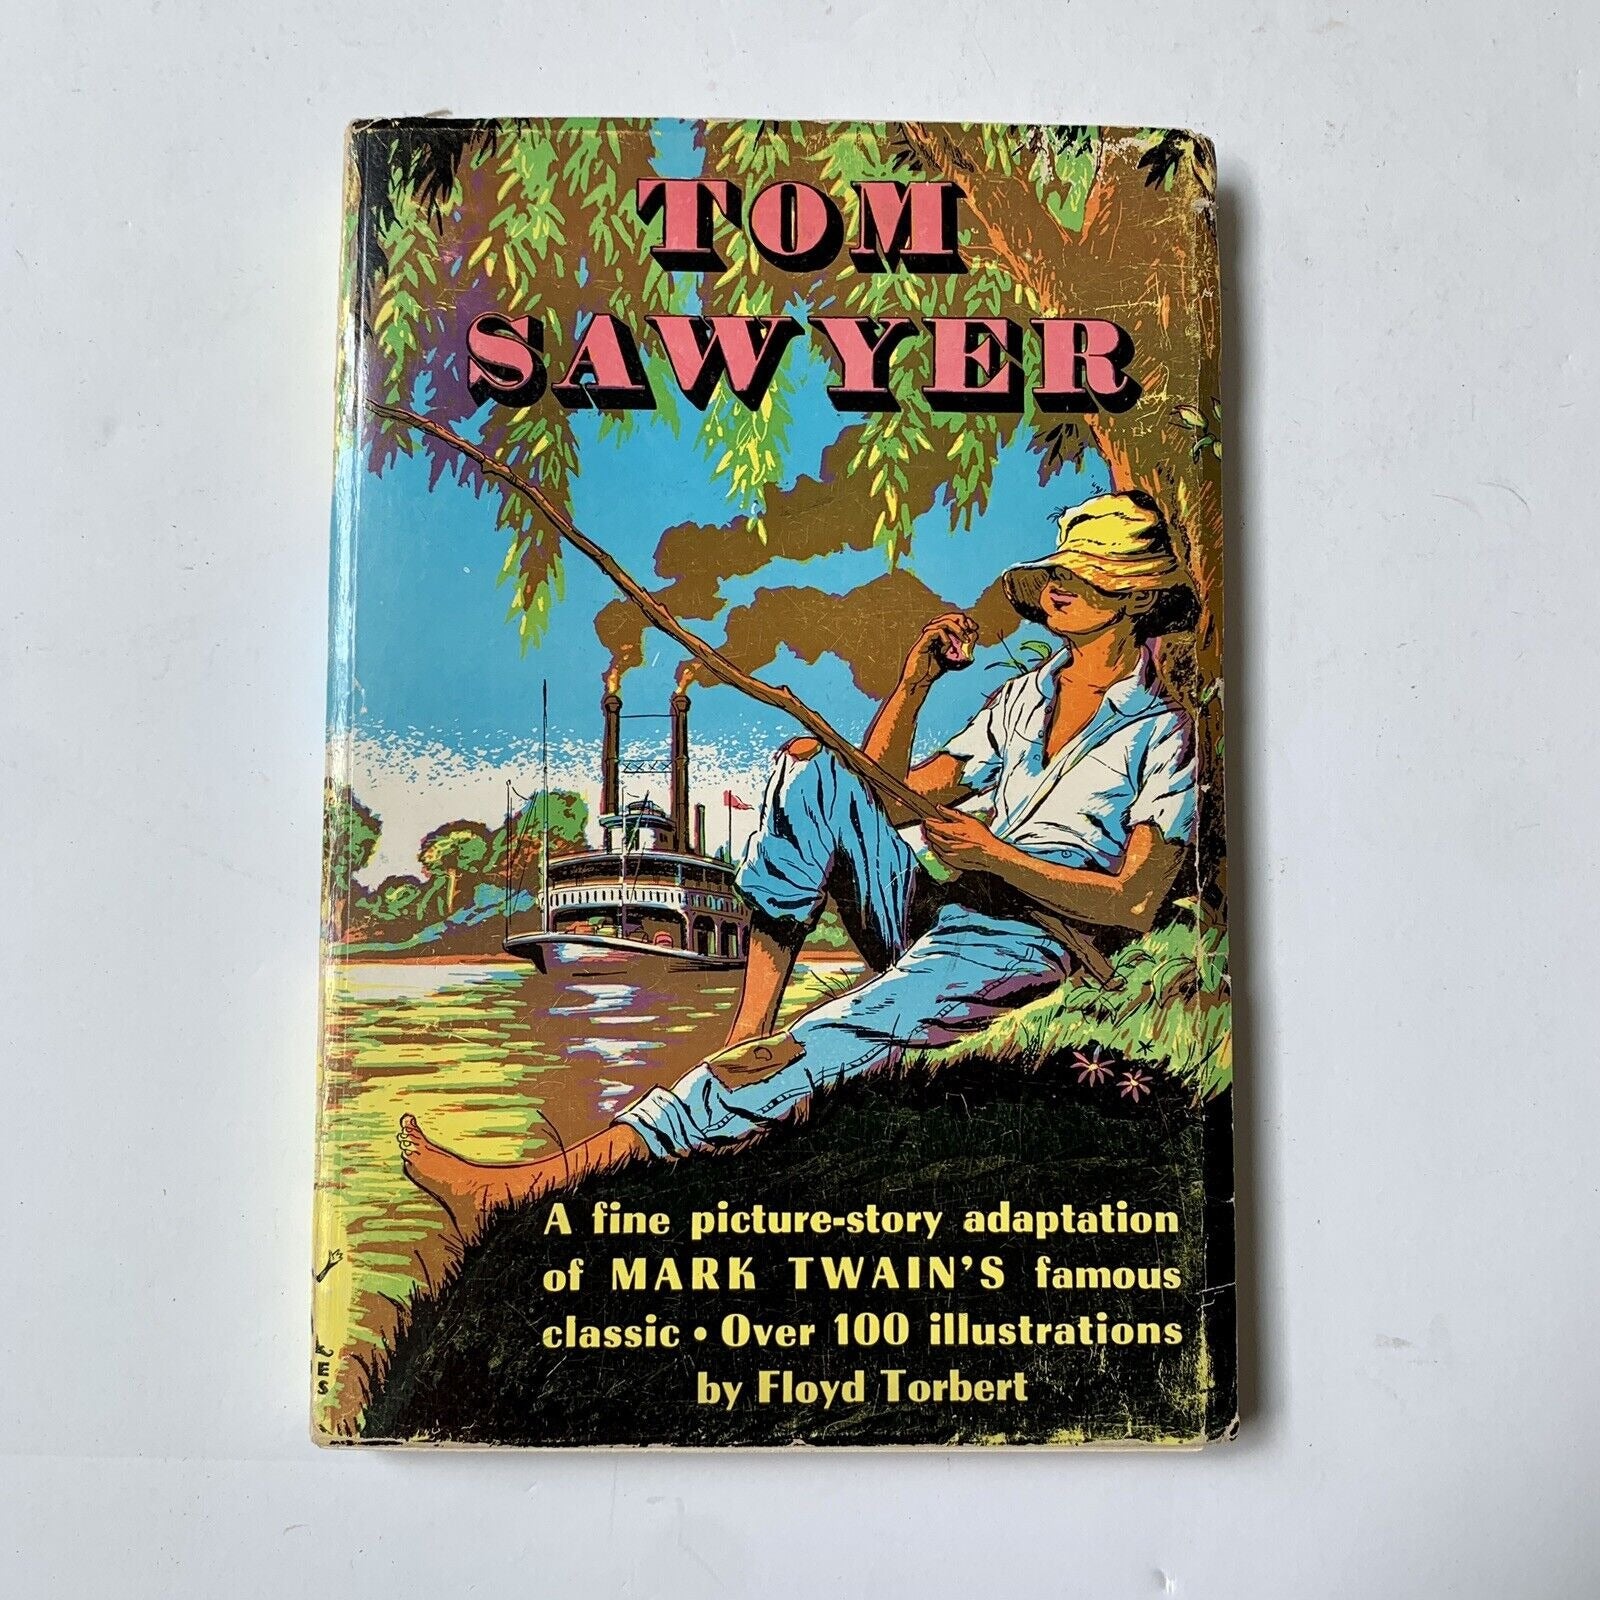 TOM
SAWYER
A fine picture-story adaptation
of MARK TWAIN'S famous
classic • Over 100 illustrations
by Floyd Torbert